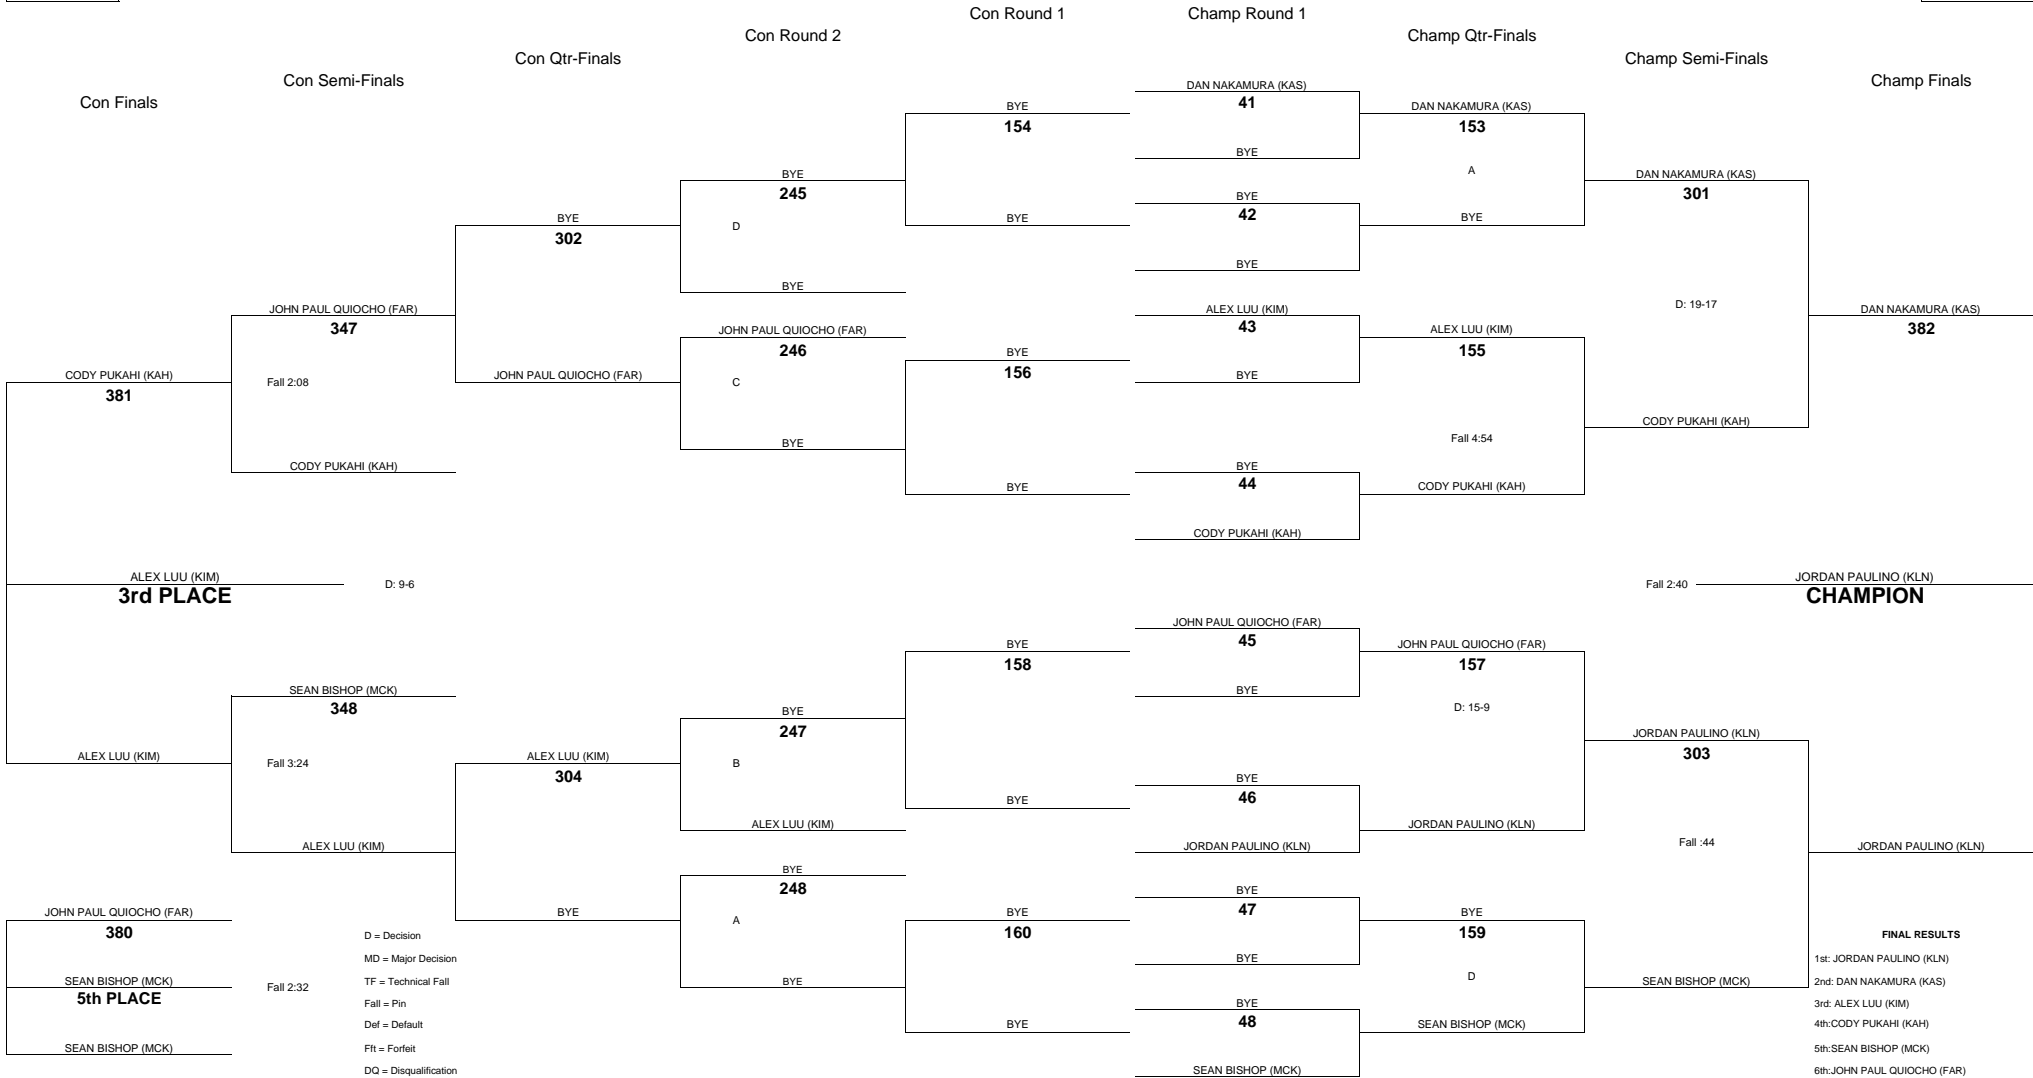 Con Round 1
Champ Round 1
Con Round 2
Champ Qtr-Finals
Con Qtr-Finals
Champ Semi-Finals
Con Semi-Finals
Champ Finals
Con Finals
DAN NAKAMURA (KAS)
41
BYE
BYE
42
BYE
ALEX LUU (KIM)
43
BYE
BYE
44
CODY PUKAHI (KAH)
JOHN PAUL QUIOCHO (FAR)
45
BYE
BYE
46
JORDAN PAULINO (KLN)
BYE
47
BYE
BYE
48
SEAN BISHOP (MCK)
DAN NAKAMURA (KAS)
153
A
BYE
ALEX LUU (KIM)
155
Fall 4:54
CODY PUKAHI (KAH)
JOHN PAUL QUIOCHO (FAR)
157
D: 15-9
JORDAN PAULINO (KLN)
BYE
159
D
SEAN BISHOP (MCK)
DAN NAKAMURA (KAS)
301
D: 19-17
CODY PUKAHI (KAH)
JORDAN PAULINO (KLN)
303
Fall :44
SEAN BISHOP (MCK)
DAN NAKAMURA (KAS)
382
Fall 2:40
JORDAN PAULINO (KLN)
CHAMPION
JORDAN PAULINO (KLN)
BYE
154
BYE
BYE
156
BYE
BYE
158
BYE
BYE
160
BYE
BYE
245
D
BYE
JOHN PAUL QUIOCHO (FAR)
246
C
BYE
BYE
247
B
ALEX LUU (KIM)
BYE
248
A
BYE
BYE
302
JOHN PAUL QUIOCHO (FAR)
ALEX LUU (KIM)
304
BYE
JOHN PAUL QUIOCHO (FAR)
347
Fall 2:08
CODY PUKAHI (KAH)
SEAN BISHOP (MCK)
348
Fall 3:24
ALEX LUU (KIM)
CODY PUKAHI (KAH)
381
ALEX LUU (KIM)
3rd PLACE
D: 9-6
ALEX LUU (KIM)
JOHN PAUL QUIOCHO (FAR)
380
SEAN BISHOP (MCK)
5th PLACE
Fall 2:32
SEAN BISHOP (MCK)
D = Decision
MD = Major Decision
TF = Technical Fall
Fall = Pin
Def = Default
Fft = Forfeit
DQ = Disqualification
FINAL RESULTS
1st: JORDAN PAULINO (KLN)
2nd: DAN NAKAMURA (KAS)
3rd: ALEX LUU (KIM)
4th:CODY PUKAHI (KAH)
5th:SEAN BISHOP (MCK)
6th:JOHN PAUL QUIOCHO (FAR)